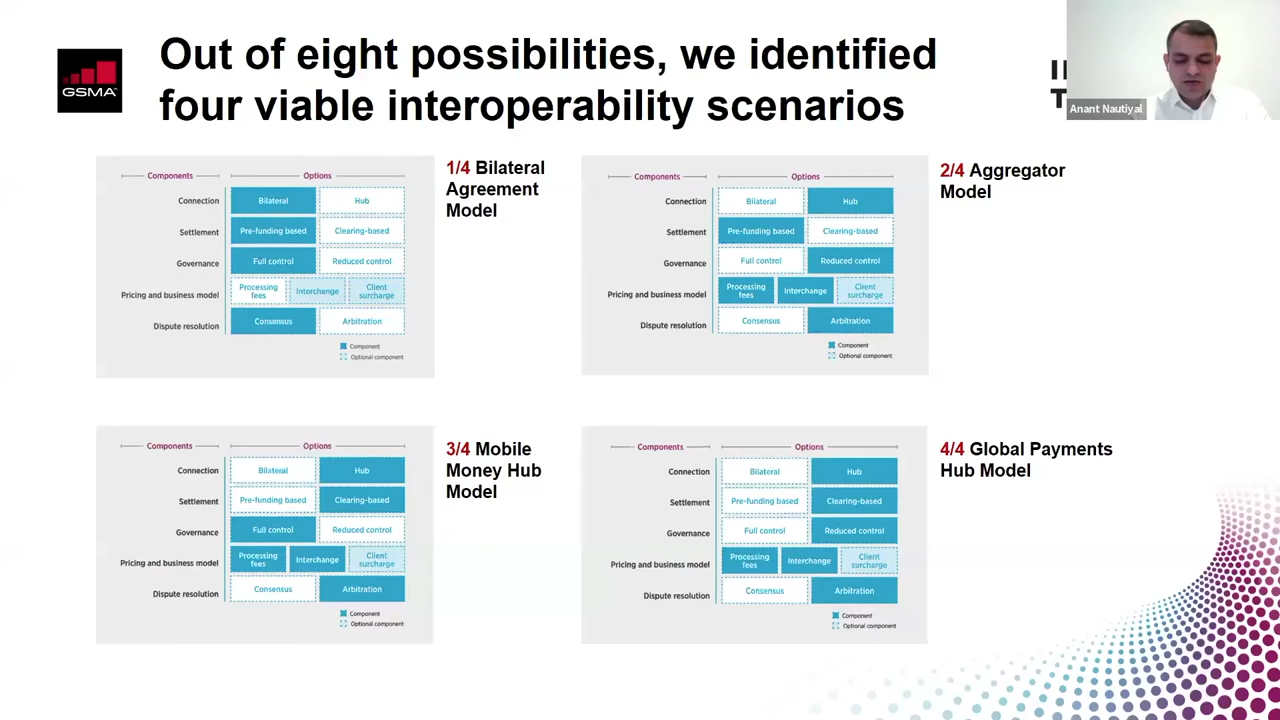 Out of eight possibilities, we identified
four viable interoperability scenarios
GSMA™
Anant Nautiyal
1/4 Bilateral
Agreement
Model
Components
Options
Connection
Bilateral
Hub
Settlement
Pre-funding based
Clearing-based
Governance
Full control
Reduced control
Pricing and business model
Processing
fees
Interchange
Client
surcharge
Dispute resolution
Consensus
Arbitration
Component
Optional component
2/4 Aggregator
Model
Components
Options
Connection
Bilateral
Hub
Settlement
Pre-funding based
Clearing-based
Governance
Full control
Reduced control
Pricing and business model
Processing
fees
Interchange
Client
surcharge
Dispute resolution
Consensus
Arbitration
Component
Optional component
3/4 Mobile
Money Hub
Model
Components
Options
Connection
Bilateral
Hub
Settlement
Pre-funding based
Clearing-based
Governance
Full control
Reduced control
Pricing and business model
Processing
fees
Interchange
Client
surcharge
Dispute resolution
Consensus
Arbitration
Component
Optional component
4/4 Global Payments
Hub Model
Components
Options
Connection
Bilateral
Hub
Settlement
Pre-funding based
Clearing-based
Governance
Full control
Reduced control
Pricing and business model
Processing
fees
Interchange
Client
surcharge
Dispute resolution
Consensus
Arbitration
Component
Optional component